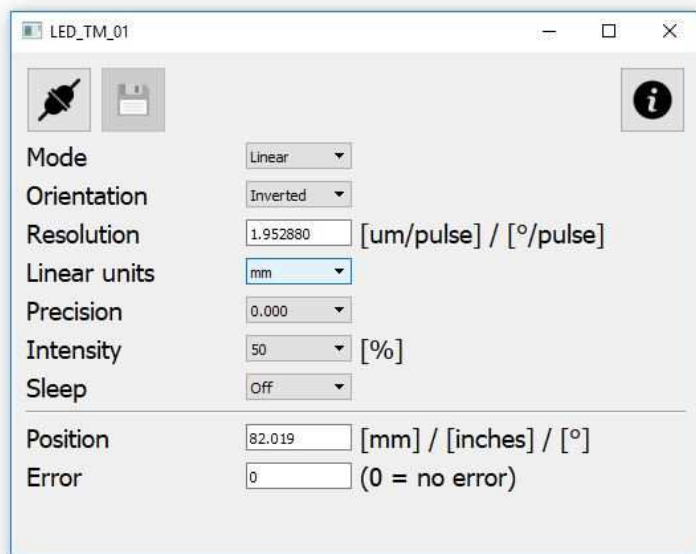 LED_TM_01
Mode Linear
Orientation Inverted
Resolution 1.952880 [um/pulse] / [°/pulse]
Linear units mm
Precision 0.000
Intensity 50 [%]
Sleep Off
Position 82.019 [mm] / [inches] / [°]
Error 0 (0 = no error)